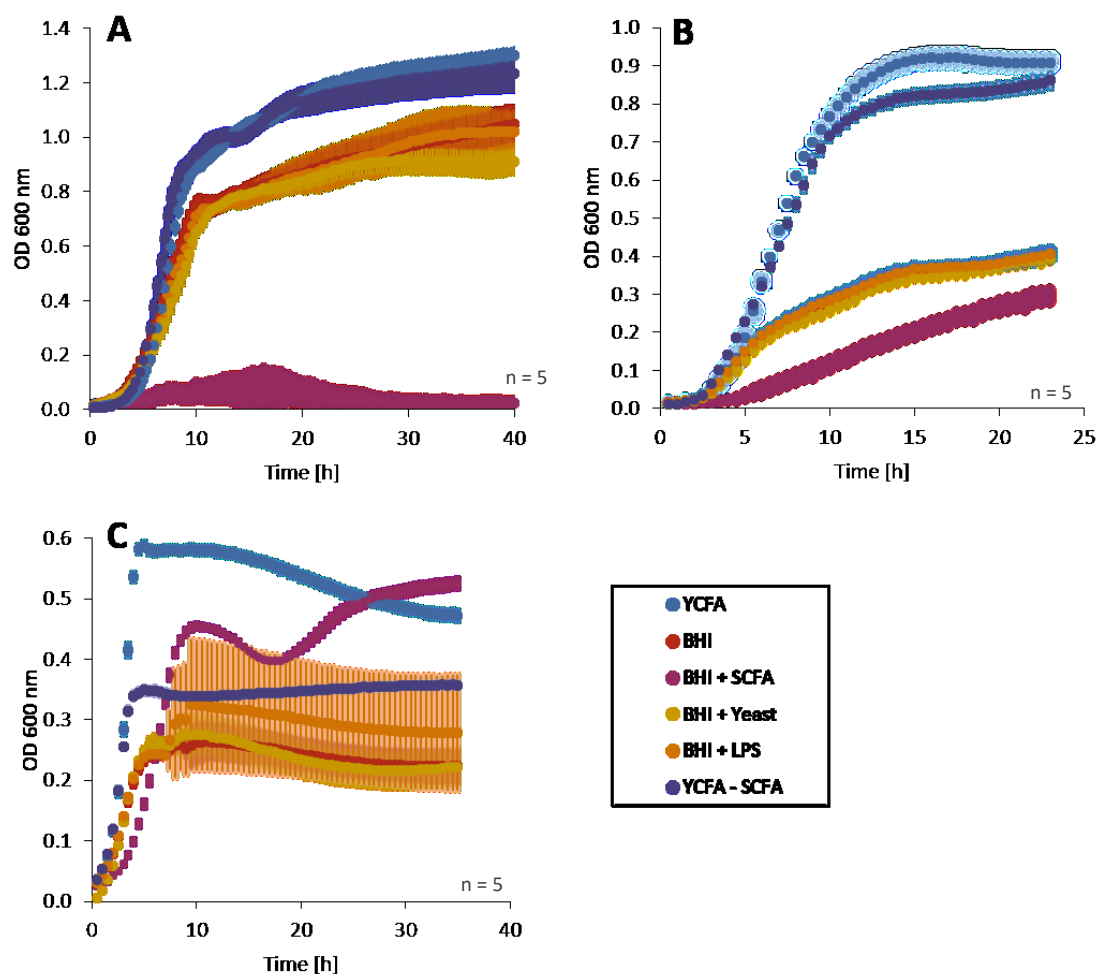 A
1.4
1.2
1.0
0.8
0.6
0.4
0.2
0.0
OD 600 nm
n = 5
0 10 20 30 40
Time [h]
B
1.0
0.9
0.8
0.7
0.6
0.5
0.4
0.3
0.2
0.1
0.0
OD 600 nm
n = 5
0 5 10 15 20 25
Time [h]
C
0.6
0.5
0.4
0.3
0.2
0.1
0.0
OD 600 nm
n = 5
0 10 20 30 40
Time [h]
YCFA
BHI
BHI + SCFA
BHI + Yeast
BHI + LPS
YCFA - SCFA